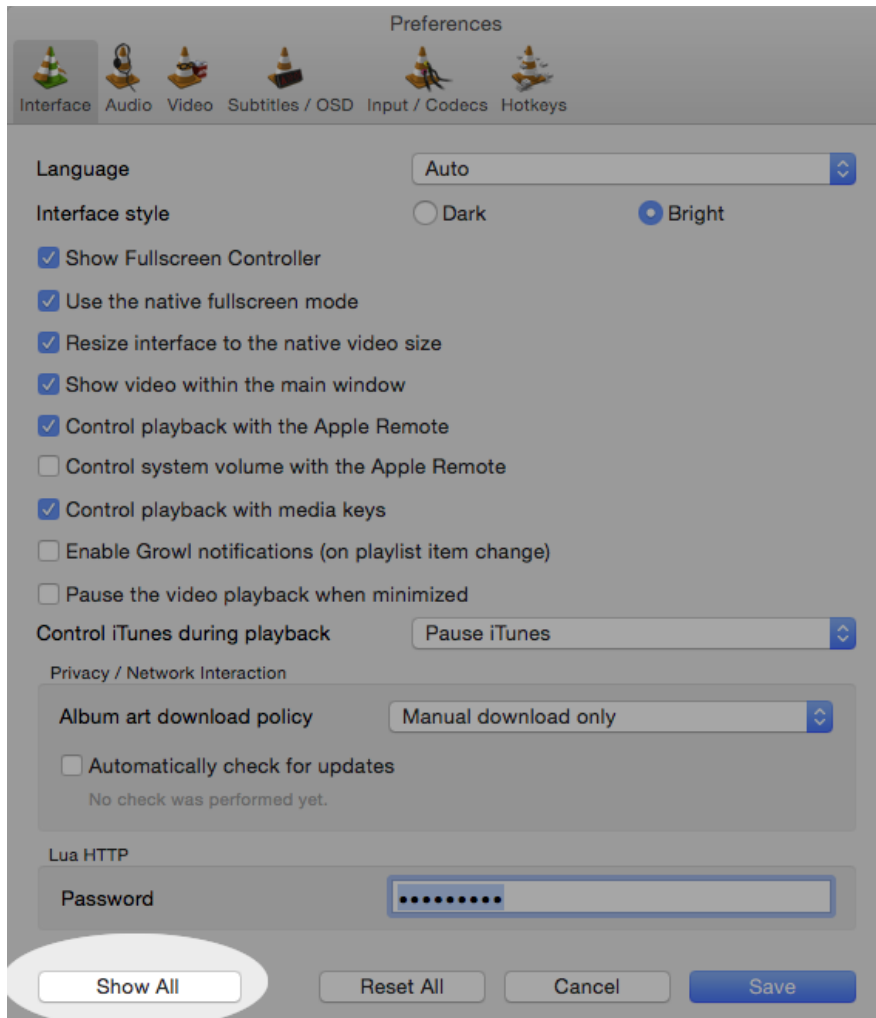 Preferences
Interface Audio Video Subtitles / OSD Input / Codecs Hotkeys
Language Auto
Interface style Dark Bright
Show Fullscreen Controller
Use the native fullscreen mode
Resize interface to the native video size
Show video within the main window
Control playback with the Apple Remote
Control system volume with the Apple Remote
Control playback with media keys
Enable Growl notifications (on playlist item change)
Pause the video playback when minimized
Control iTunes during playback Pause iTunes
Privacy / Network Interaction
Album art download policy Manual download only
Automatically check for updates
No check was performed yet.
Lua HTTP
Password •••••••••
Show All Reset All Cancel Save